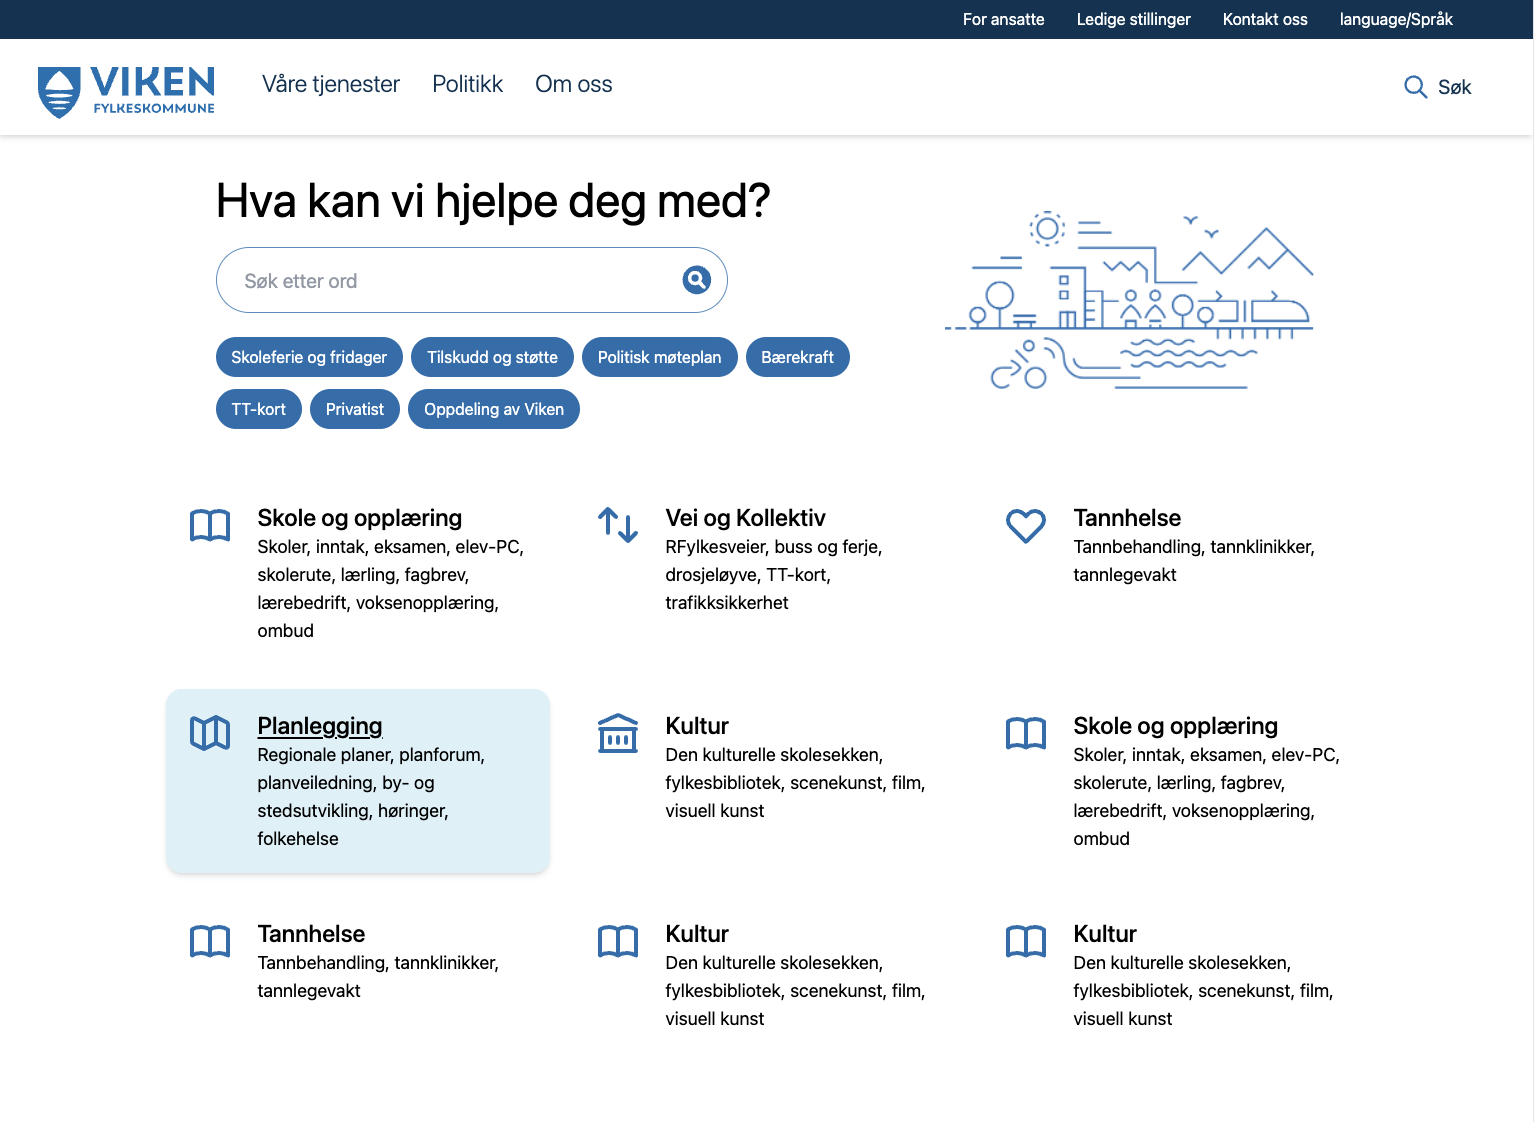 For ansatte Ledige stillinger Kontakt oss language/Språk
VIKEN
FYLKESKOMMUNE
Våre tjenester Politikk Om oss
Søk
Hva kan vi hjelpe deg med?
Søk etter ord
Skoleferie og fridager Tilskudd og støtte Politisk møteplan Bærekraft
TT-kort Privatist Oppdeling av Viken
Skole og opplæring
Skoler, inntak, eksamen, elev-PC,
skolerute, lærling, fagbrev,
lærebedrift, voksenopplæring,
ombud
Vei og Kollektiv
RFylkesveier, buss og ferje,
drosjeløyve, TT-kort,
trafikksikkerhet
Tannhelse
Tannbehandling, tannklinikker,
tannlegevakt
Planlegging
Regionale planer, planforum,
planveiledning, by- og
stedsutvikling, høringer,
folkehelse
Kultur
Den kulturelle skolesekken,
fylkesbibliotek, scenekunst, film,
visuell kunst
Skole og opplæring
Skoler, inntak, eksamen, elev-PC,
skolerute, lærling, fagbrev,
lærebedrift, voksenopplæring,
ombud
Tannhelse
Tannbehandling, tannklinikker,
tannlegevakt
Kultur
Den kulturelle skolesekken,
fylkesbibliotek, scenekunst, film,
visuell kunst
Kultur
Den kulturelle skolesekken,
fylkesbibliotek, scenekunst, film,
visuell kunst